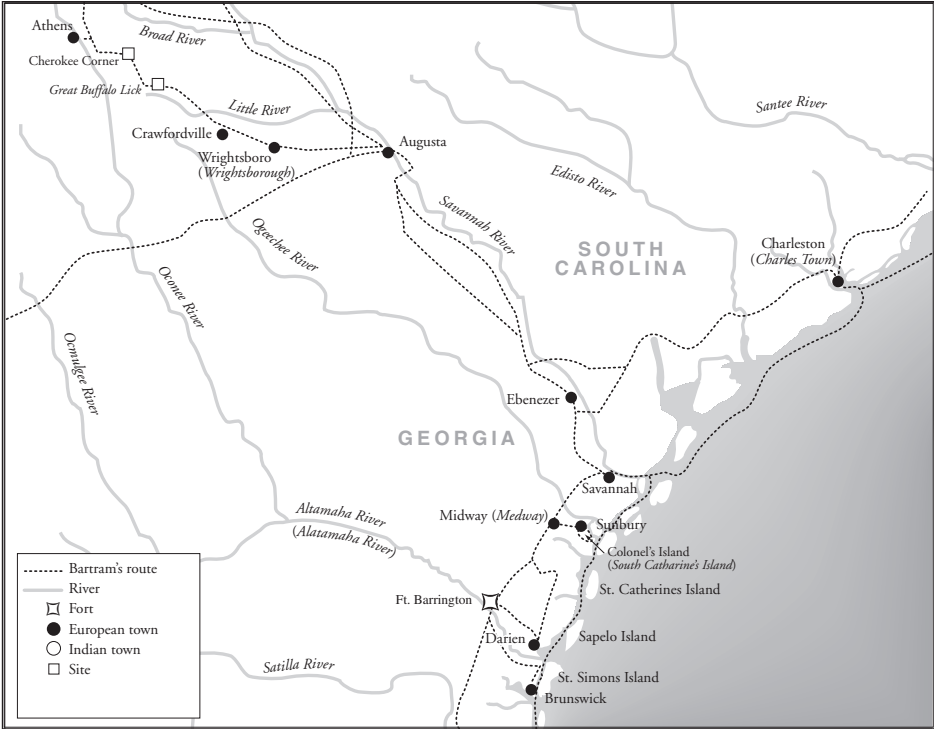 Athens
Broad River
Cherokee Corner
Great Buffalo Lick
Little River
Santee River
Crawfordville
Augusta
Wrightsboro
(Wrightsborough)
Edisto River
Savannah River
Ogeechee River
SOUTH
CAROLINA
Charleston
(Charles Town)
Oconee River
Ocmulgee River
Ebenezer
GEORGIA
Savannah
Altamaha River
(Alatamaha River)
Midway (Medway)
Sunbury
Colonel's Island
(South Catharine's Island)
St. Catherines Island
Ft. Barrington
Darien
Sapelo Island
Satilla River
St. Simons Island
Brunswick
Bartram's route
River
Fort
European town
Indian town
Site